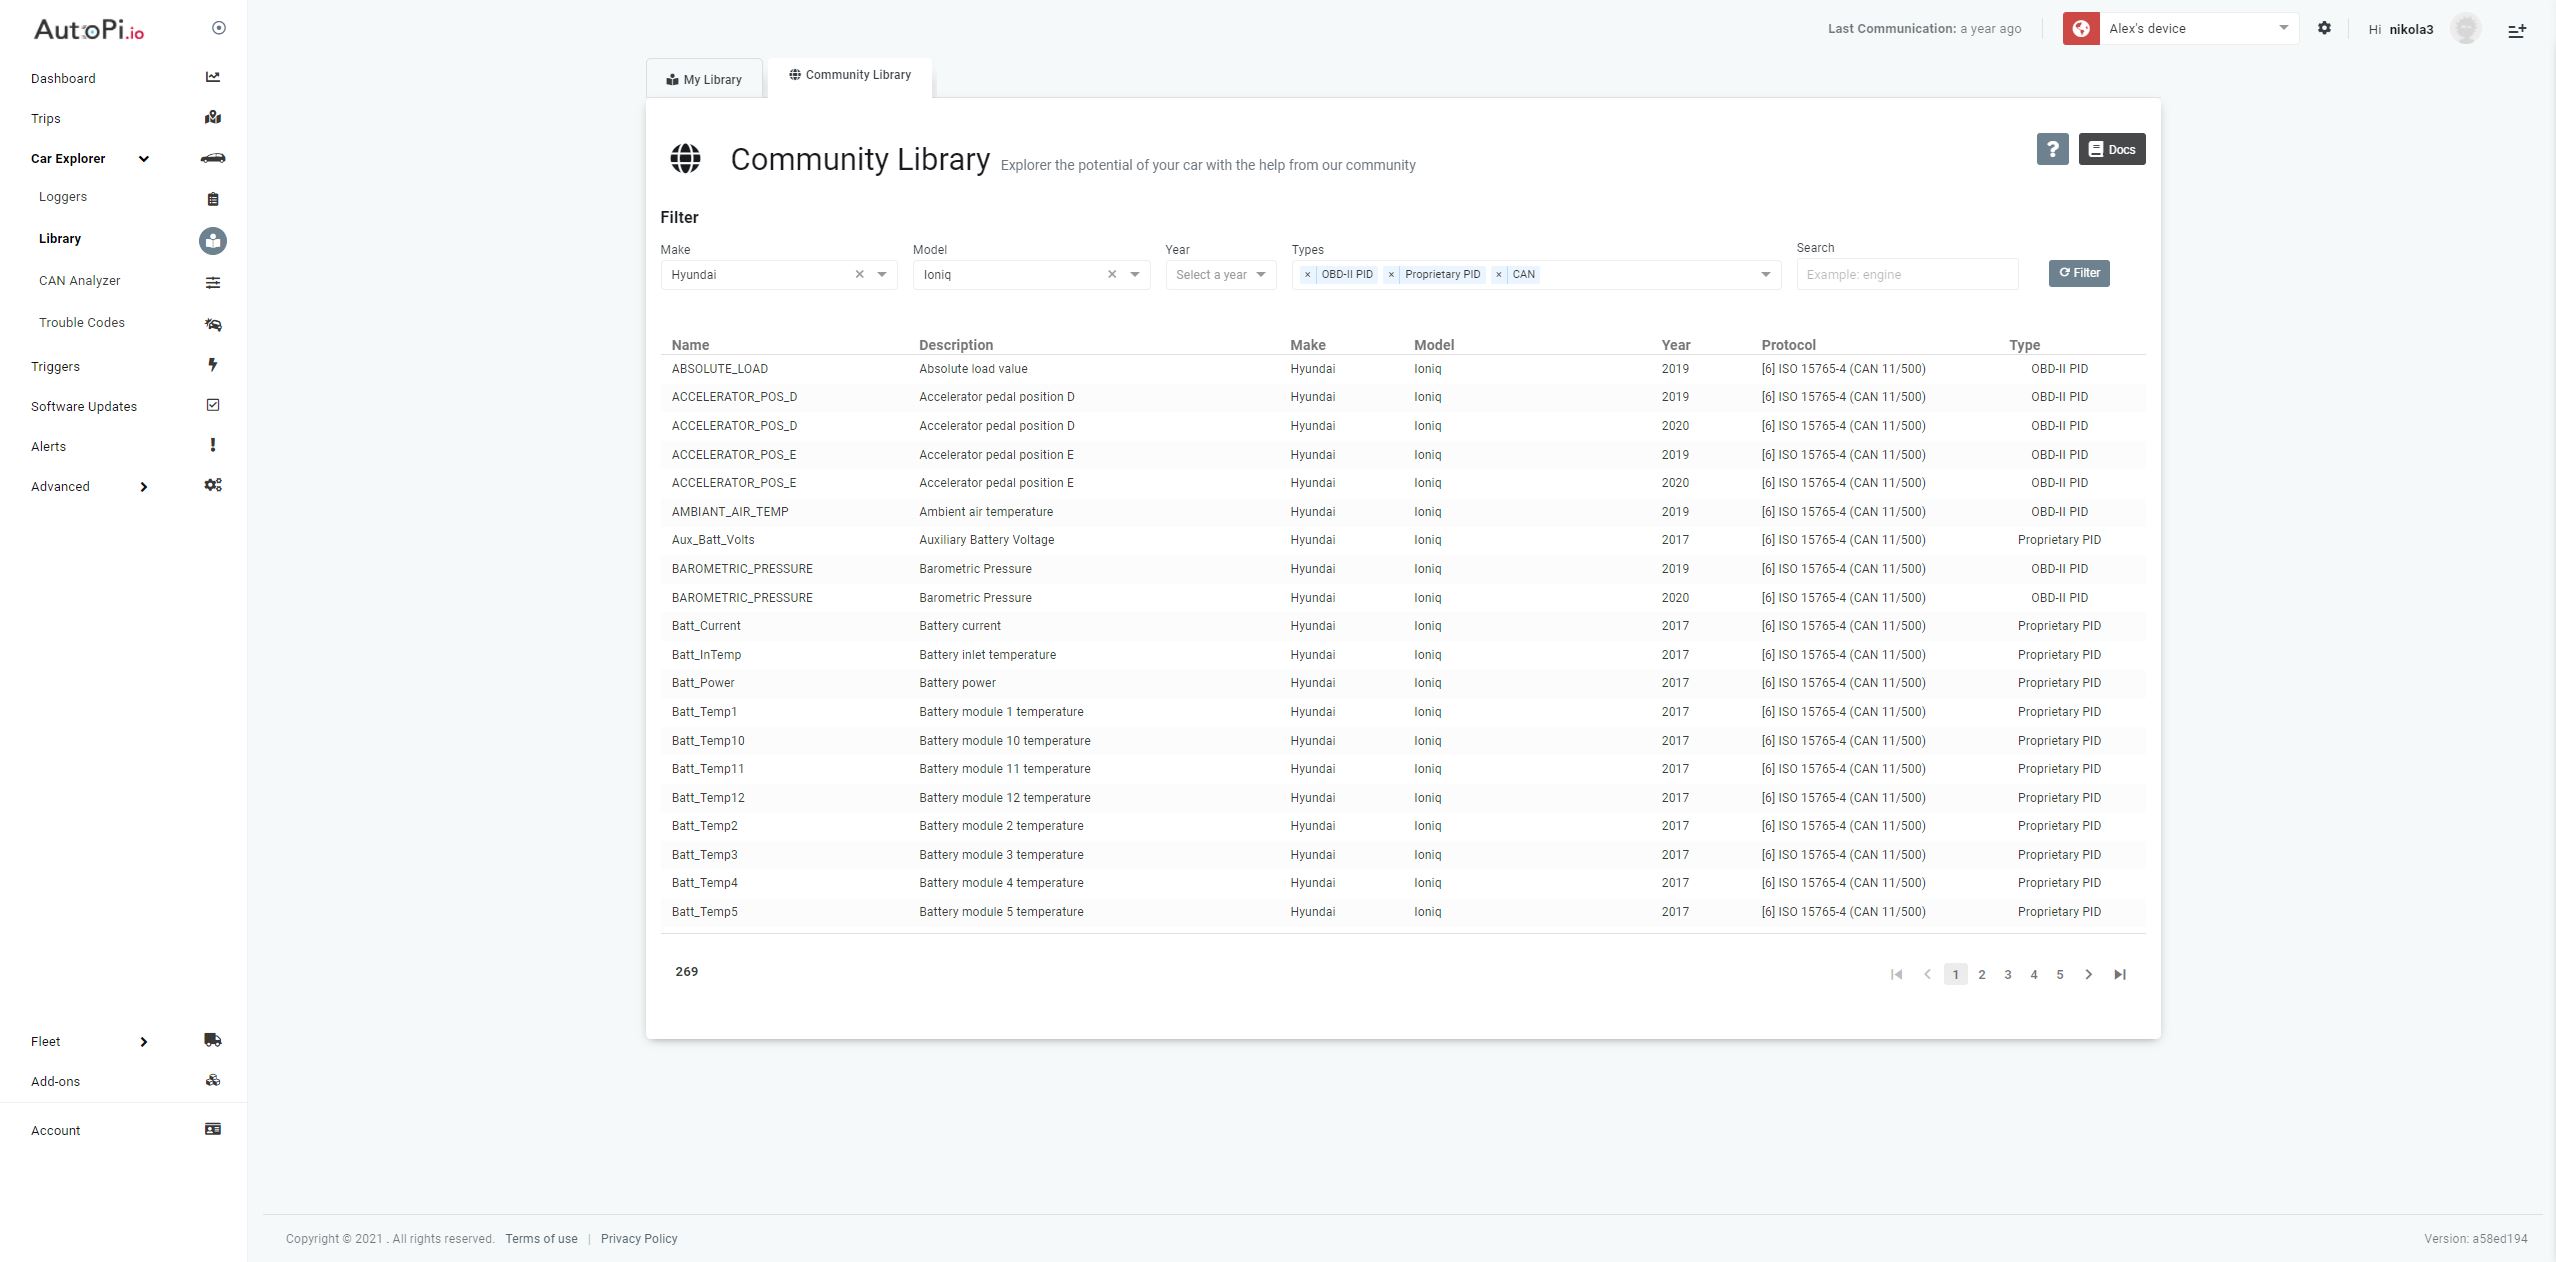 AutoPi.io
Last Communication: a year ago
Alex's device
Hi nikola3
Dashboard
Trips
Car Explorer
Loggers
Library
CAN Analyzer
Trouble Codes
Triggers
Software Updates
Alerts
Advanced
Fleet
Add-ons
Account
My Library
Community Library
Community Library Explorer the potential of your car with the help from our community
? Docs
Filter
Make Model Year Types Search
Hyundai × Ioniq × Select a year × OBD-II PID × Proprietary PID × CAN Example: engine Filter
Name Description Make Model Year Protocol Type
ABSOLUTE_LOAD Absolute load value Hyundai Ioniq 2019 [6] ISO 15765-4 (CAN 11/500) OBD-II PID
ACCELERATOR_POS_D Accelerator pedal position D Hyundai Ioniq 2019 [6] ISO 15765-4 (CAN 11/500) OBD-II PID
ACCELERATOR_POS_D Accelerator pedal position D Hyundai Ioniq 2020 [6] ISO 15765-4 (CAN 11/500) OBD-II PID
ACCELERATOR_POS_E Accelerator pedal position E Hyundai Ioniq 2019 [6] ISO 15765-4 (CAN 11/500) OBD-II PID
ACCELERATOR_POS_E Accelerator pedal position E Hyundai Ioniq 2020 [6] ISO 15765-4 (CAN 11/500) OBD-II PID
AMBIANT_AIR_TEMP Ambient air temperature Hyundai Ioniq 2019 [6] ISO 15765-4 (CAN 11/500) OBD-II PID
Aux_Batt_Volts Auxiliary Battery Voltage Hyundai Ioniq 2017 [6] ISO 15765-4 (CAN 11/500) Proprietary PID
BAROMETRIC_PRESSURE Barometric Pressure Hyundai Ioniq 2019 [6] ISO 15765-4 (CAN 11/500) OBD-II PID
BAROMETRIC_PRESSURE Barometric Pressure Hyundai Ioniq 2020 [6] ISO 15765-4 (CAN 11/500) OBD-II PID
Batt_Current Battery current Hyundai Ioniq 2017 [6] ISO 15765-4 (CAN 11/500) Proprietary PID
Batt_InTemp Battery inlet temperature Hyundai Ioniq 2017 [6] ISO 15765-4 (CAN 11/500) Proprietary PID
Batt_Power Battery power Hyundai Ioniq 2017 [6] ISO 15765-4 (CAN 11/500) Proprietary PID
Batt_Temp1 Battery module 1 temperature Hyundai Ioniq 2017 [6] ISO 15765-4 (CAN 11/500) Proprietary PID
Batt_Temp10 Battery module 10 temperature Hyundai Ioniq 2017 [6] ISO 15765-4 (CAN 11/500) Proprietary PID
Batt_Temp11 Battery module 11 temperature Hyundai Ioniq 2017 [6] ISO 15765-4 (CAN 11/500) Proprietary PID
Batt_Temp12 Battery module 12 temperature Hyundai Ioniq 2017 [6] ISO 15765-4 (CAN 11/500) Proprietary PID
Batt_Temp2 Battery module 2 temperature Hyundai Ioniq 2017 [6] ISO 15765-4 (CAN 11/500) Proprietary PID
Batt_Temp3 Battery module 3 temperature Hyundai Ioniq 2017 [6] ISO 15765-4 (CAN 11/500) Proprietary PID
Batt_Temp4 Battery module 4 temperature Hyundai Ioniq 2017 [6] ISO 15765-4 (CAN 11/500) Proprietary PID
Batt_Temp5 Battery module 5 temperature Hyundai Ioniq 2017 [6] ISO 15765-4 (CAN 11/500) Proprietary PID
269
1 2 3 4 5
Copyright © 2021 . All rights reserved. Terms of use | Privacy Policy
Version: a58ed194